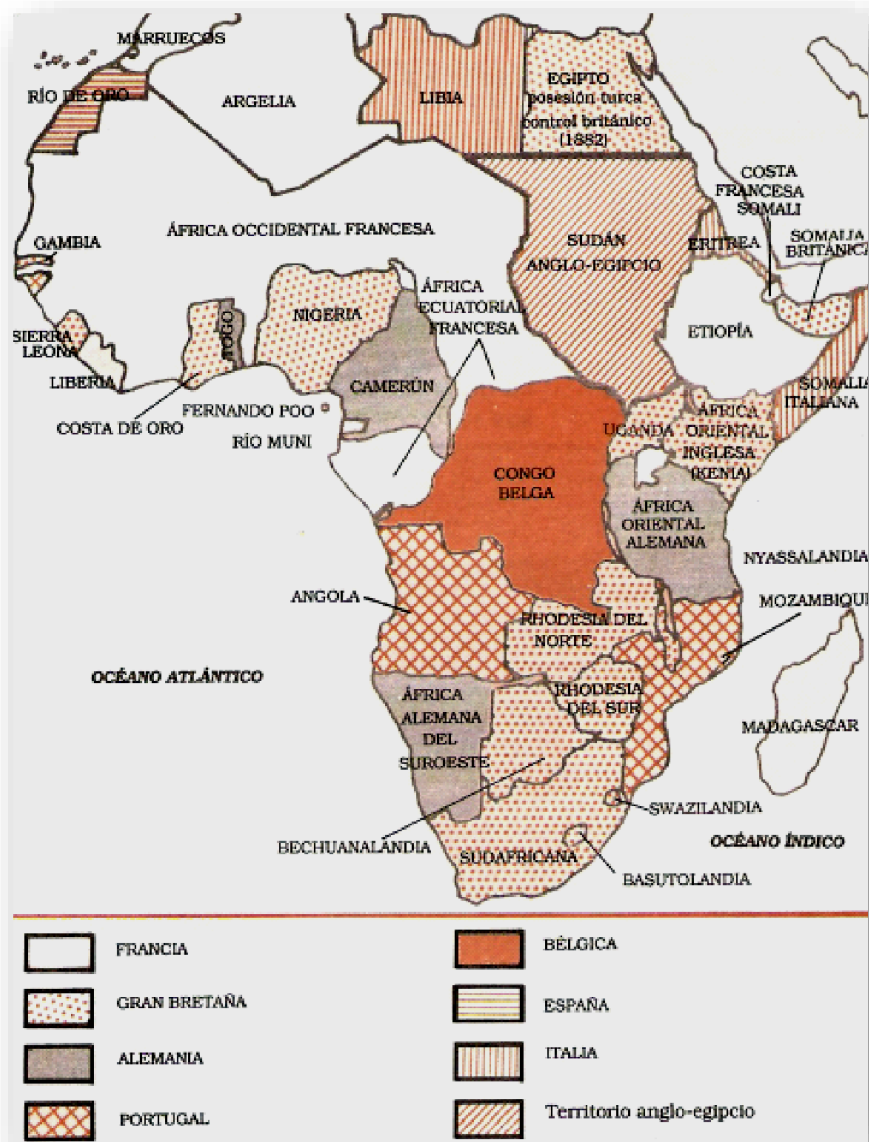 MARRUECOS
RÍO DE ORO
ARGELIA
LIBIA
EGIPTO
posesión turca
control británico
(1882)
COSTA
FRANCESA
SOMALI
GAMBIA
ÁFRICA OCCIDENTAL FRANCESA
SUDÁN
ANGLO-EGIPCIO
ERITREA
SOMALIA
BRITÁNICA
ÁFRICA
ECUATORIAL
FRANCESA
NIGERIA
TOGO
ETIOPÍA
SIERRA
LEONA
LIBERIA
CAMERÚN
SOMALIA
ITALIANA
FERNANDO POO
COSTA DE ORO
RÍO MUNI
UGANDA
ÁFRICA
ORIENTAL
INGLESA
(KENIA)
CONGO
BELGA
ÁFRICA
ORIENTAL
ALEMANA
NYASSALANDIA
ANGOLA
MOZAMBIQUE
RHODESIA DEL
NORTE
OCÉANO ATLÁNTICO
ÁFRICA
ALEMANA
DEL
SUROESTE
RHODESIA
DEL SUR
MADAGASCAR
SWAZILANDIA
BECHUANALANDIA
SUDAFRICANA
OCÉANO ÍNDICO
BASUTOLANDIA
FRANCIA
GRAN BRETAÑA
ALEMANIA
PORTUGAL
BÉLGICA
ESPAÑA
ITALIA
Territorio anglo-egipcio